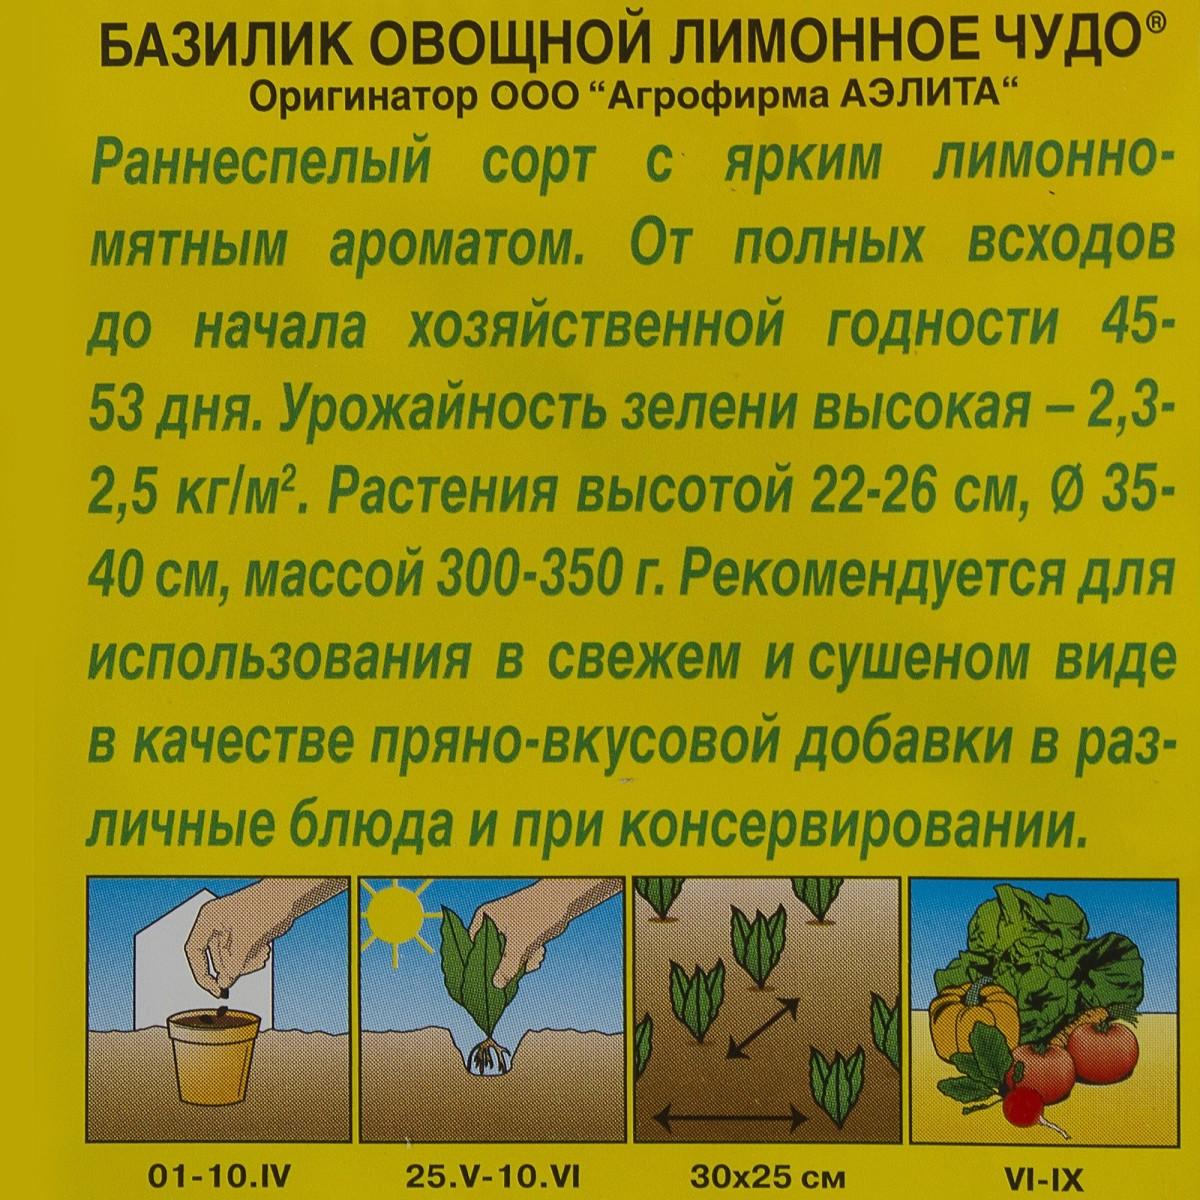 БАЗИЛИК ОВОЩНОЙ ЛИМОННОЕ ЧУДО®
Оригинатор ООО “Агрофирма АЭЛИТА“
Раннеспелый сорт с ярким лимонно-
мятным ароматом. От полных всходов
до начала хозяйственной годности 45-
53 дня. Урожайность зелени высокая – 2,3-
2,5 кг/м². Растения высотой 22-26 см, Ø 35-
40 см, массой 300-350 г. Рекомендуется для
использования в свежем и сушеном виде
в качестве пряно-вкусовой добавки в раз-
личные блюда и при консервировании.
01-10.IV 25.V-10.VI 30x25 см VI-IX